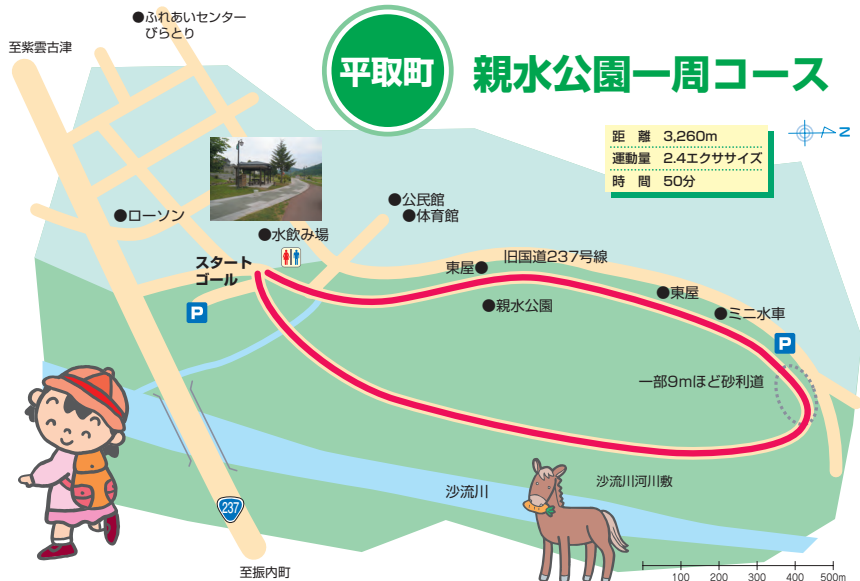 ふれあいセンター
びらとり
至紫雲古津
平取町
親水公園一周コース
距　離　3,260m
運動量　2.4エクササイズ
時　間　50分
N
公民館
体育館
ローソン
水飲み場
スタート
ゴール
旧国道237号線
東屋
東屋
親水公園
ミニ水車
P
P
一部9mほど砂利道
沙流川河川敷
沙流川
237
至振内町
100 200 300 400 500m